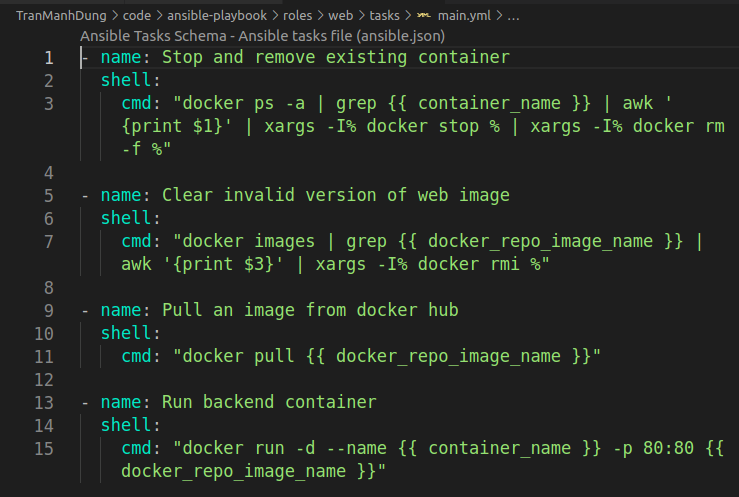 TranManhDung > code > ansible-playbook > roles > web > tasks > main.yml > ...
Ansible Tasks Schema - Ansible tasks file (ansible.json)
1 - name: Stop and remove existing container
2 shell:
3 cmd: "docker ps -a | grep {{ container_name }} | awk '
{print $1}' | xargs -I% docker stop % | xargs -I% docker rm
-f %"
4
5 - name: Clear invalid version of web image
6 shell:
7 cmd: "docker images | grep {{ docker_repo_image_name }} |
awk '{print $3}' | xargs -I% docker rmi %"
8
9 - name: Pull an image from docker hub
10 shell:
11 cmd: "docker pull {{ docker_repo_image_name }}"
12
13 - name: Run backend container
14 shell:
15 cmd: "docker run -d --name {{ container_name }} -p 80:80 {{
docker_repo_image_name }}"